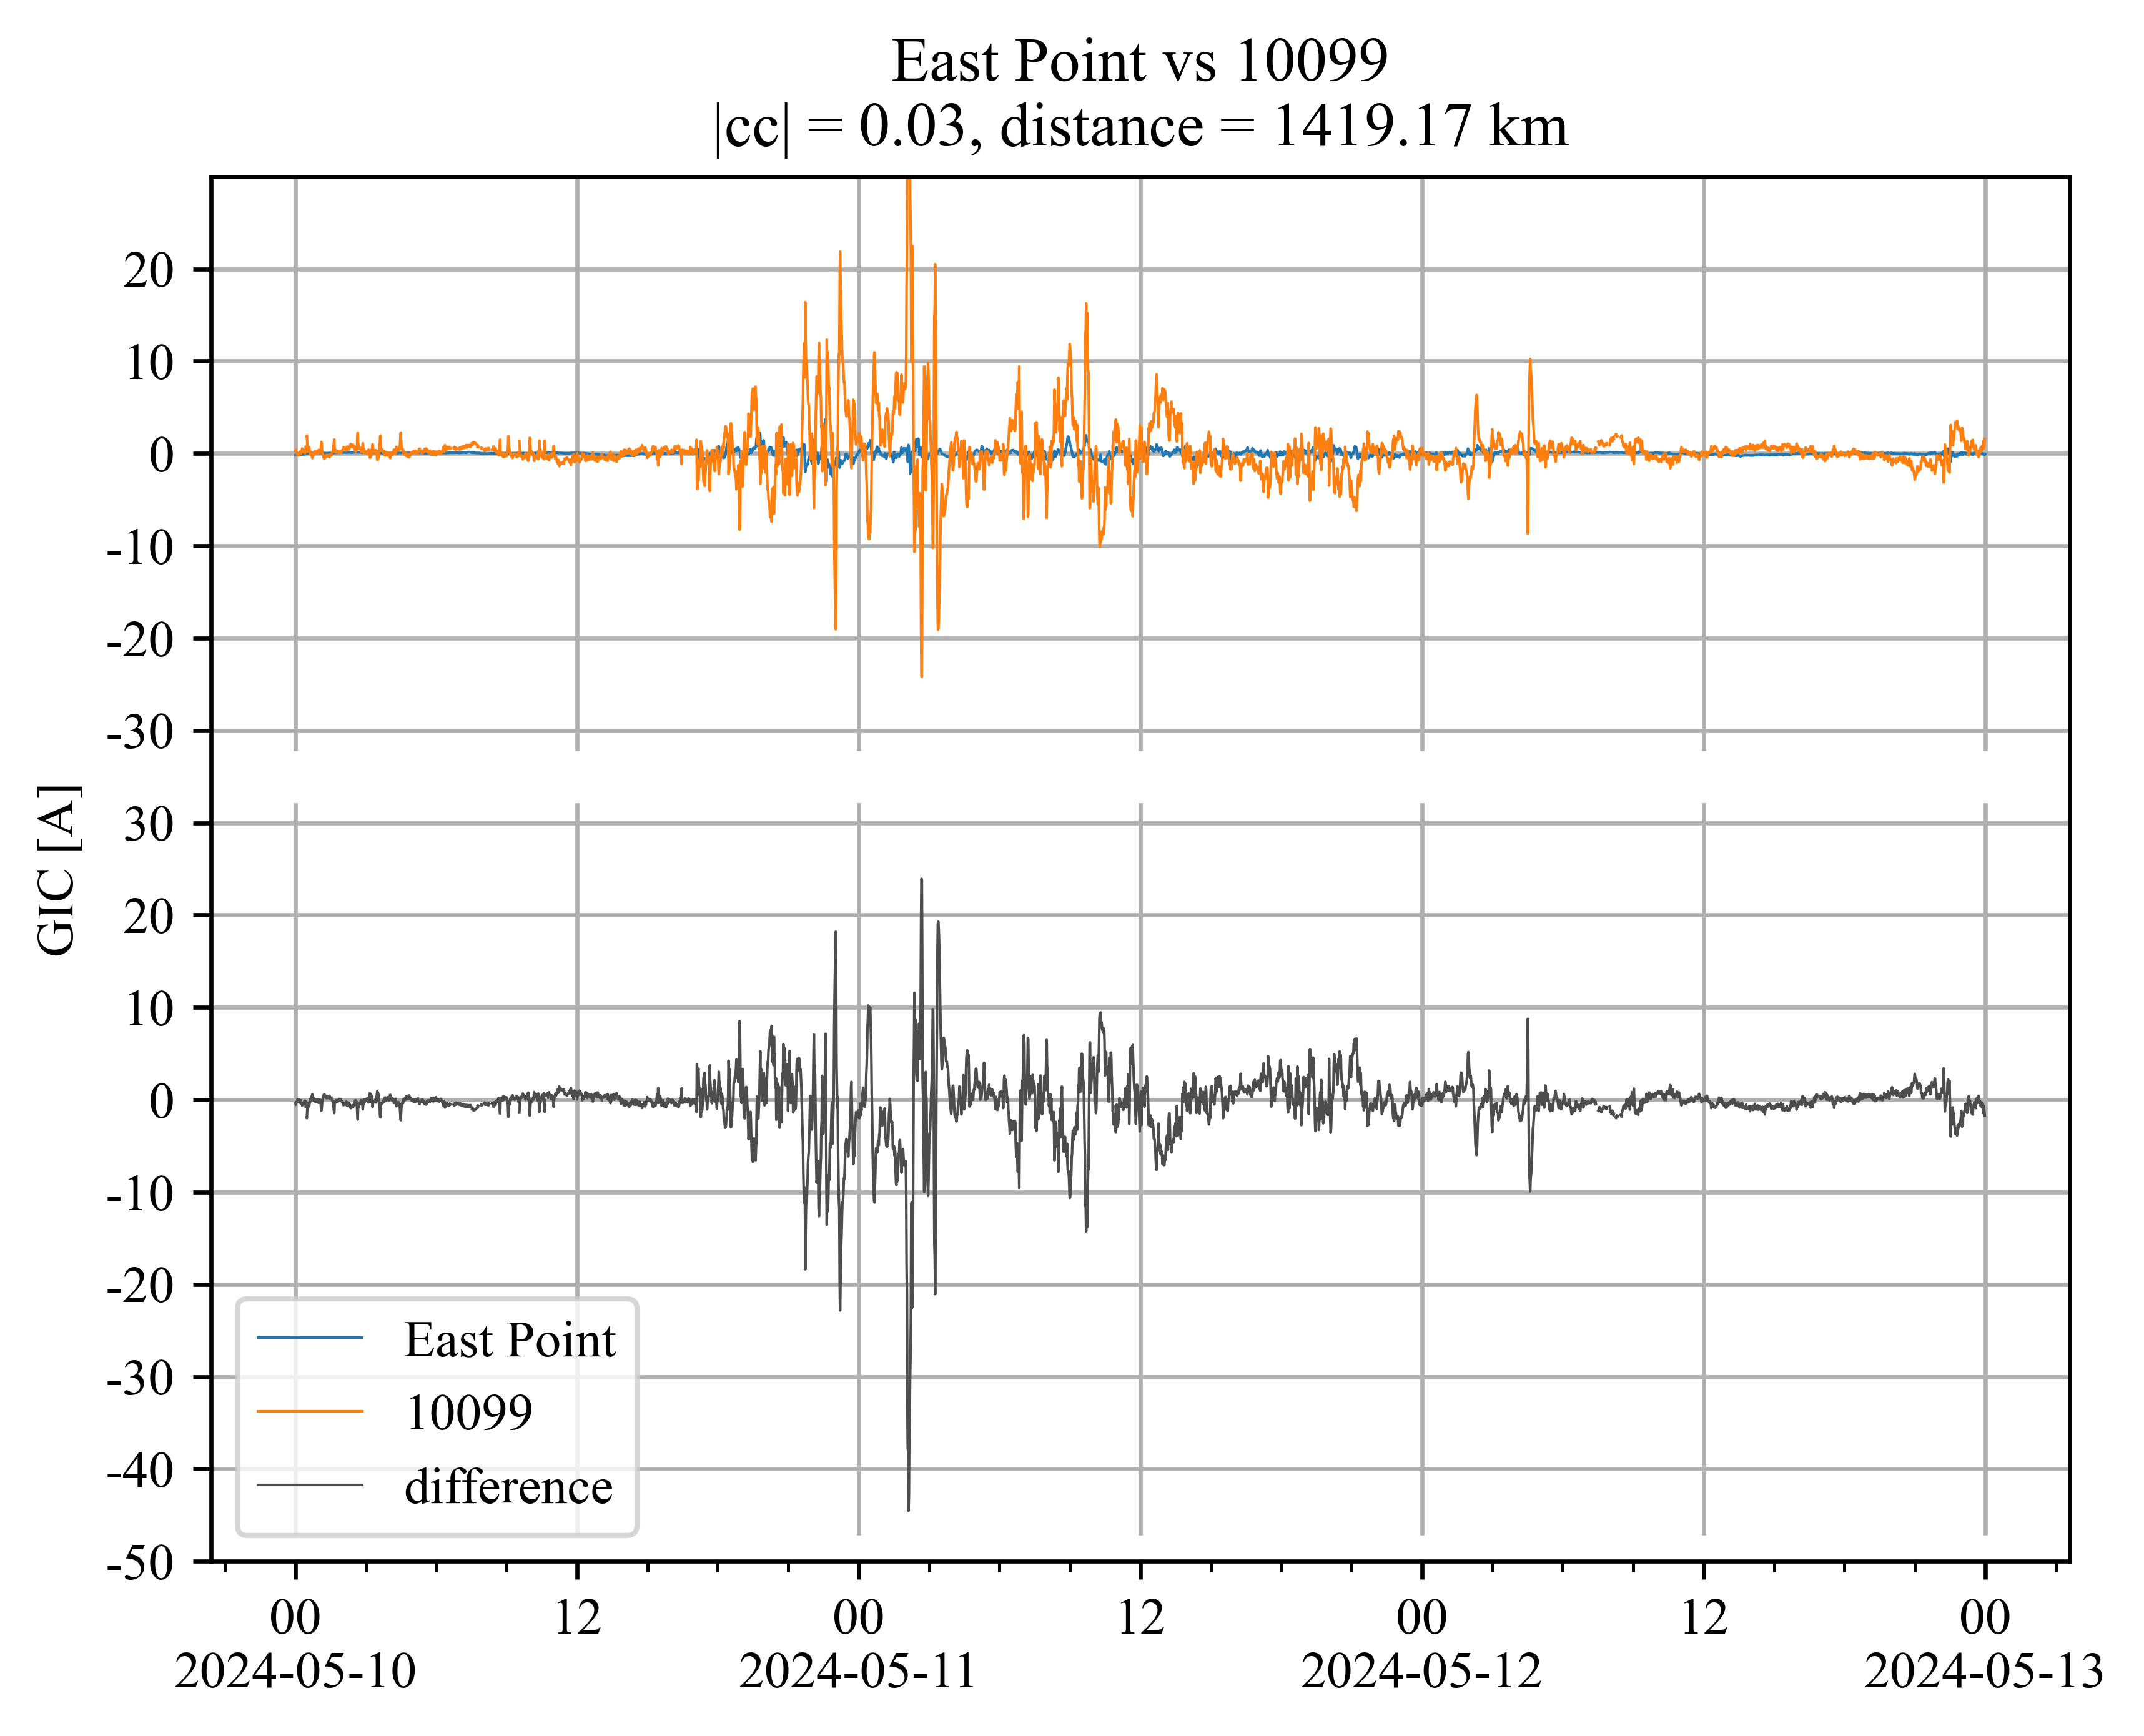 East Point vs 10099
|cc| = 0.03, distance = 1419.17 km
GIC [A]
20
10
0
-10
-20
-30
30
20
10
0
-10
-20
-30
-40
-50
East Point
10099
difference
00 12 00 12 00 12 00
2024-05-10 2024-05-11 2024-05-12 2024-05-13